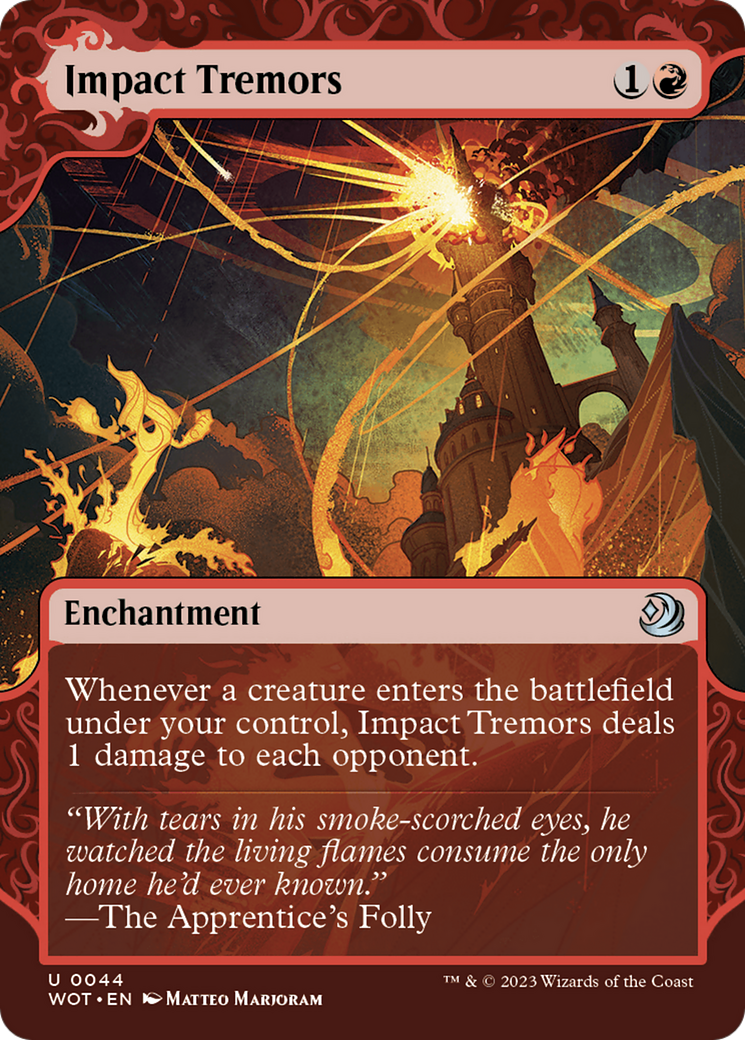 Impact Tremors 1
Enchantment
Whenever a creature enters the battlefield
under your control, Impact Tremors deals
1 damage to each opponent.
“With tears in his smoke-scorched eyes, he
watched the living flames consume the only
home he’d ever known.”
—The Apprentice’s Folly
U 0044
WOT • EN Matteo Marjoram
™ & © 2023 Wizards of the Coast